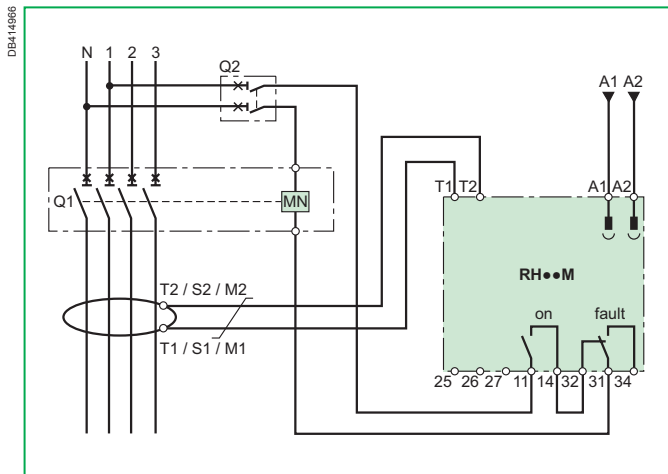 DB414966
N 1 2 3
Q2
A1 A2
T1 T2
A1 A2
Q1
MN
RH●●M
T2 / S2 / M2
on fault
T1 / S1 / M1
25 26 27 11 14 32 31 34